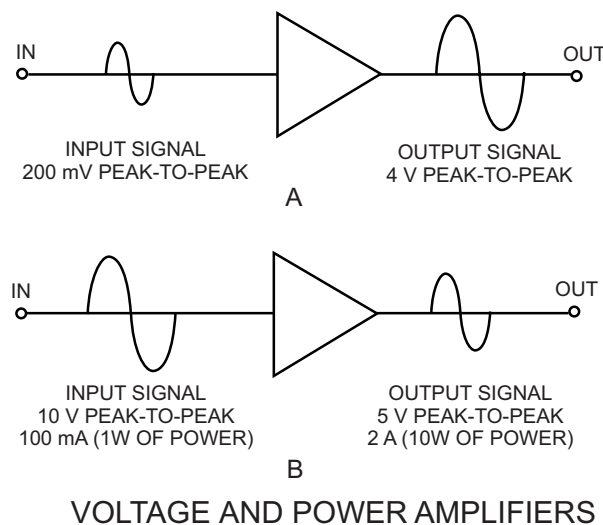 IN
OUT
INPUT SIGNAL
200 mV PEAK-TO-PEAK
OUTPUT SIGNAL
4 V PEAK-TO-PEAK
A
IN
OUT
INPUT SIGNAL
10 V PEAK-TO-PEAK
100 mA (1W OF POWER)
OUTPUT SIGNAL
5 V PEAK-TO-PEAK
2 A (10W OF POWER)
B
VOLTAGE AND POWER AMPLIFIERS